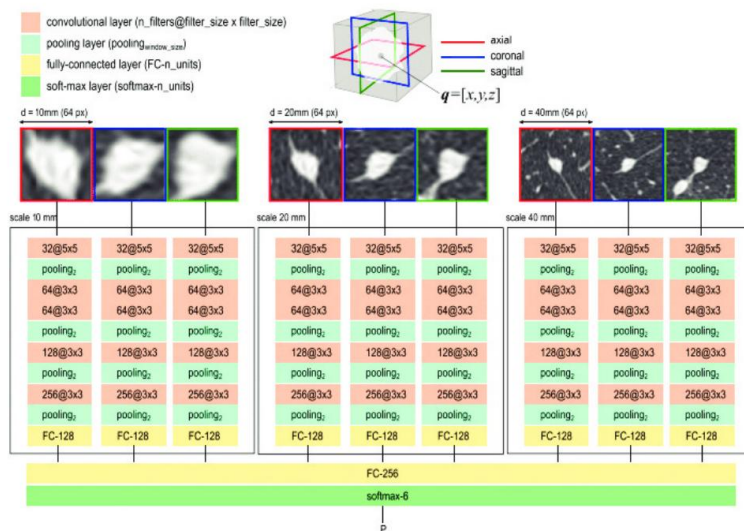 convolutional layer (n_filters@filter_size x filter_size)
pooling layer (pooling window_size)
fully-connected layer (FC-n_units)
soft-max layer (softmax-n_units)
axial
coronal
sagittal
q=[x,y,z]
d = 10mm (64 px)
d = 20mm (64 px)
d = 40mm (64 px)
scale 10 mm
scale 20 mm
scale 40 mm
32@5x5 32@5x5 32@5x5 32@5x5 32@5x5 32@5x5 32@5x5 32@5x5 32@5x5
pooling₂ pooling₂ pooling₂ pooling₂ pooling₂ pooling₂ pooling₂ pooling₂ pooling₂
64@3x3 64@3x3 64@3x3 64@3x3 64@3x3 64@3x3 64@3x3 64@3x3 64@3x3
64@3x3 64@3x3 64@3x3 64@3x3 64@3x3 64@3x3 64@3x3 64@3x3 64@3x3
pooling₂ pooling₂ pooling₂ pooling₂ pooling₂ pooling₂ pooling₂ pooling₂ pooling₂
128@3x3 128@3x3 128@3x3 128@3x3 128@3x3 128@3x3 128@3x3 128@3x3 128@3x3
pooling₂ pooling₂ pooling₂ pooling₂ pooling₂ pooling₂ pooling₂ pooling₂ pooling₂
256@3x3 256@3x3 256@3x3 256@3x3 256@3x3 256@3x3 256@3x3 256@3x3 256@3x3
pooling₂ pooling₂ pooling₂ pooling₂ pooling₂ pooling₂ pooling₂ pooling₂ pooling₂
FC-128 FC-128 FC-128 FC-128 FC-128 FC-128 FC-128 FC-128 FC-128
FC-256
softmax-6
P